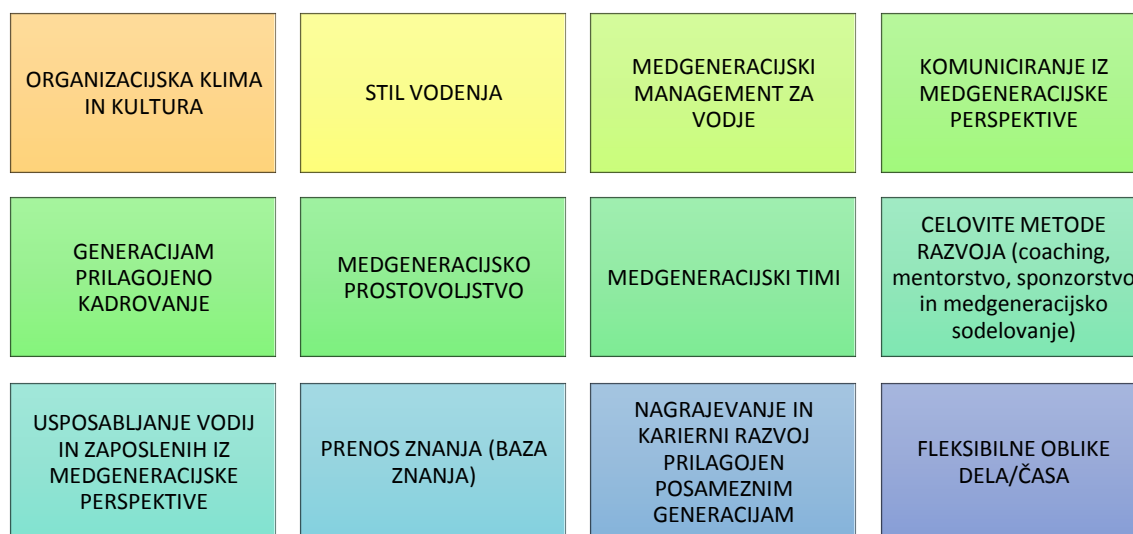 ORGANIZACIJSKA KLIMA
IN KULTURA
STIL VODENJA
MEDGENERACIJSKI
MANAGEMENT ZA
VODJE
KOMUNICIRANJE IZ
MEDGENERACIJSKE
PERSPEKTIVE
GENERACIJAM
PRILAGOJENO
KADROVANJE
MEDGENERACIJSKO
PROSTOVOLJSTVO
MEDGENERACIJSKI TIMI
CELOVITE METODE
RAZVOJA (coaching,
mentorstvo, sponzorstvo
in medgeneracijsko
sodelovanje)
USPOSABLJANJE VODIJ
IN ZAPOSLENIH IZ
MEDGENERACIJSKE
PERSPEKTIVE
PRENOS ZNANJA (BAZA
ZNANJA)
NAGRAJEVANJE IN
KARIERNI RAZVOJ
PRILAGOJEN
POSAMEZNIM
GENERACIJAM
FLEKSIBILNE OBLIKE
DELA/ČASA